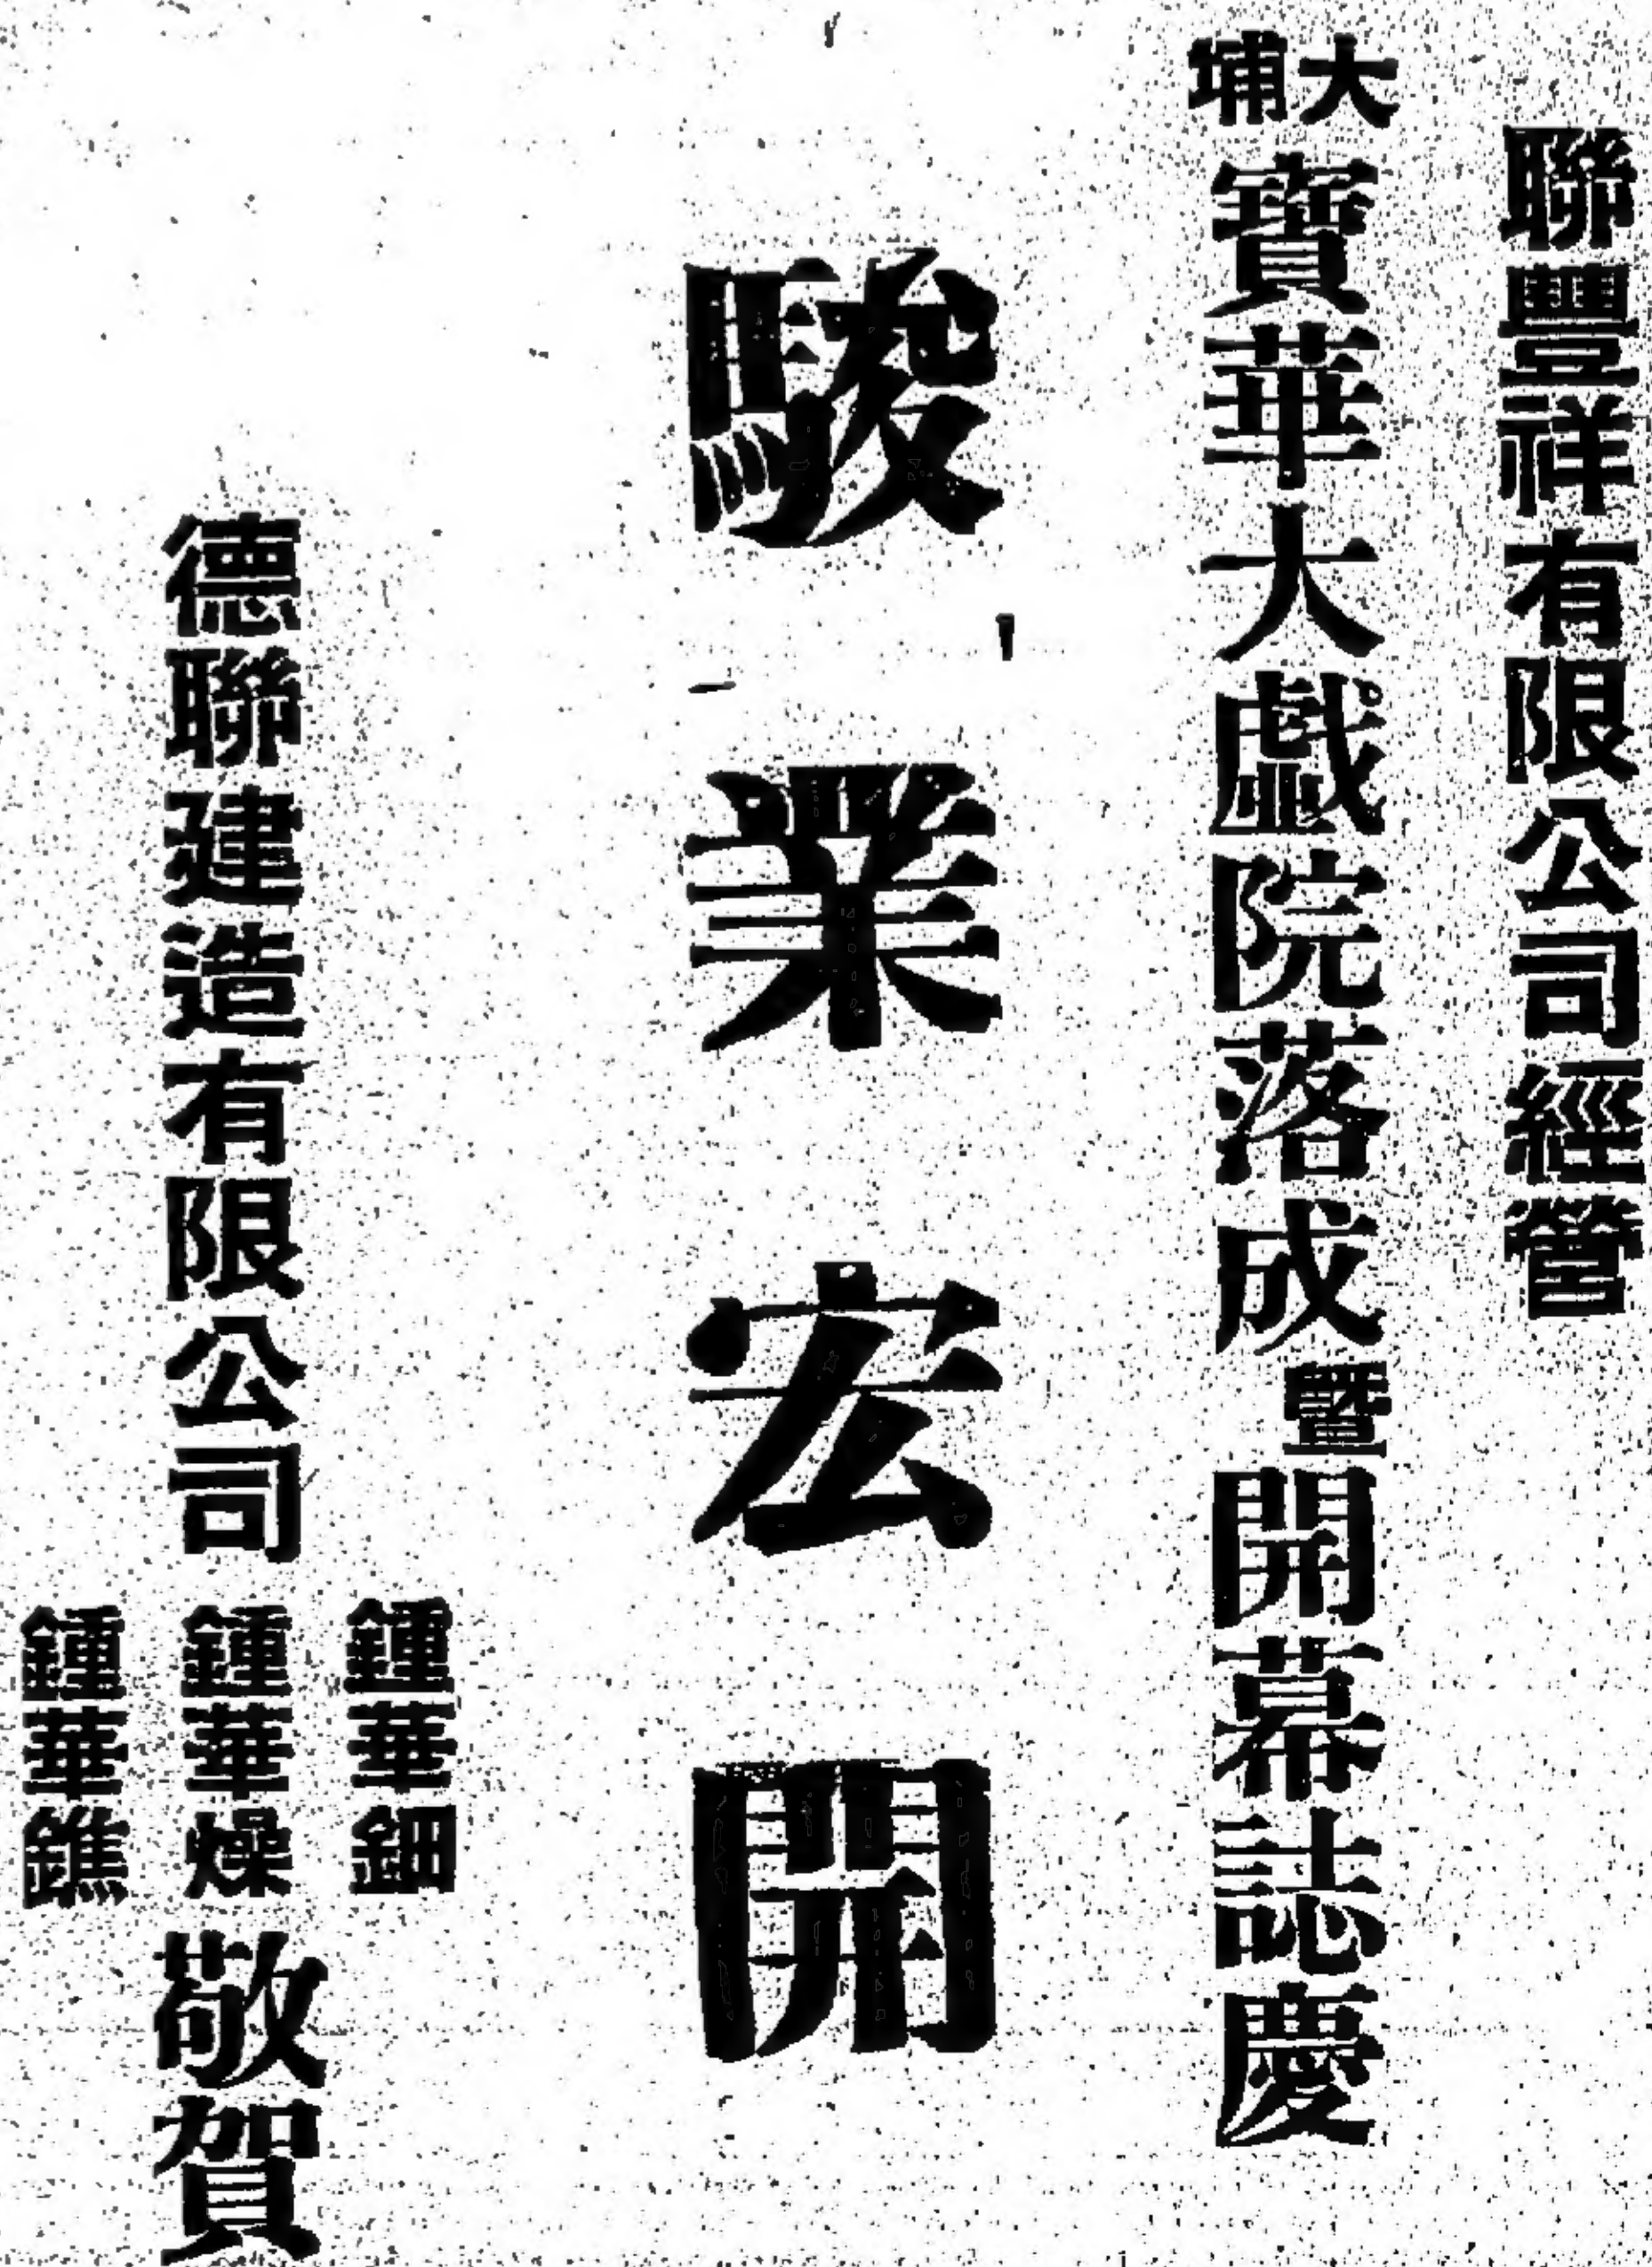 聯豐祥有限公司經營
大埔
寶華大戲院落成暨開幕誌慶
駿業宏開
德聯建造有限公司
鍾華鈿
鍾華燥
鍾華鐎
敬賀